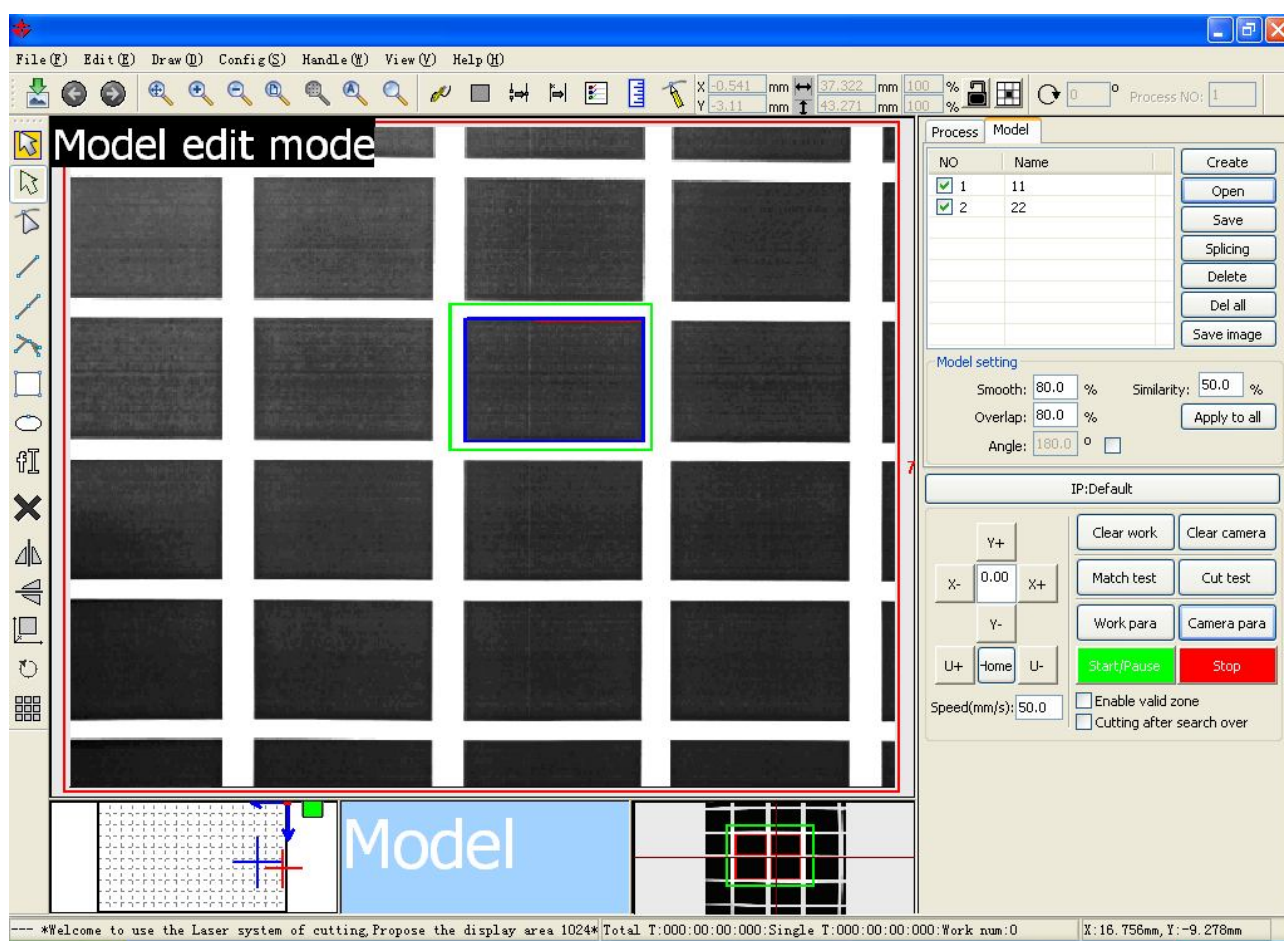 File(F) Edit(E) Draw(D) Config(S) Handle(W) View(V) Help(H)
X -0.541 mm 37.322 mm 100 %
Y -3.11 mm 43.271 mm 100 %
0 ° Process NO: 1
Model edit mode
Process Model
NO Name
1 11
2 22
Create
Open
Save
Splicing
Delete
Del all
Save image
Model setting
Smooth: 80.0 % Similarity: 50.0 %
Overlap: 80.0 % Apply to all
Angle: 180.0 °
7
IP:Default
Y+
X- 0.00 X+
Y-
U+ Home U-
Speed(mm/s): 50.0
Clear work Clear camera
Match test Cut test
Work para Camera para
Start/Pause Stop
Enable valid zone
Cutting after search over
Model
--- *Welcome to use the Laser system of cutting,Propose the display area 1024* Total T:000:00:00:000:Single T:000:00:00:000:Work num:0 X:16.756mm,Y:-9.278mm